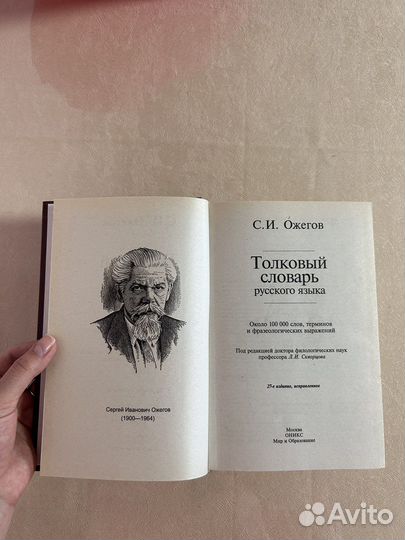 Сергей Иванович Ожегов
(1900—1964)
С.И. Ожегов
Толковый
словарь
русского языка
Около 100 000 слов, терминов
и фразеологических выражений
Под редакцией доктора филологических наук
профессора Л.И. Скворцова
27-е издание, исправленное
Москва
ОНИКС
Мир и Образование
Avito